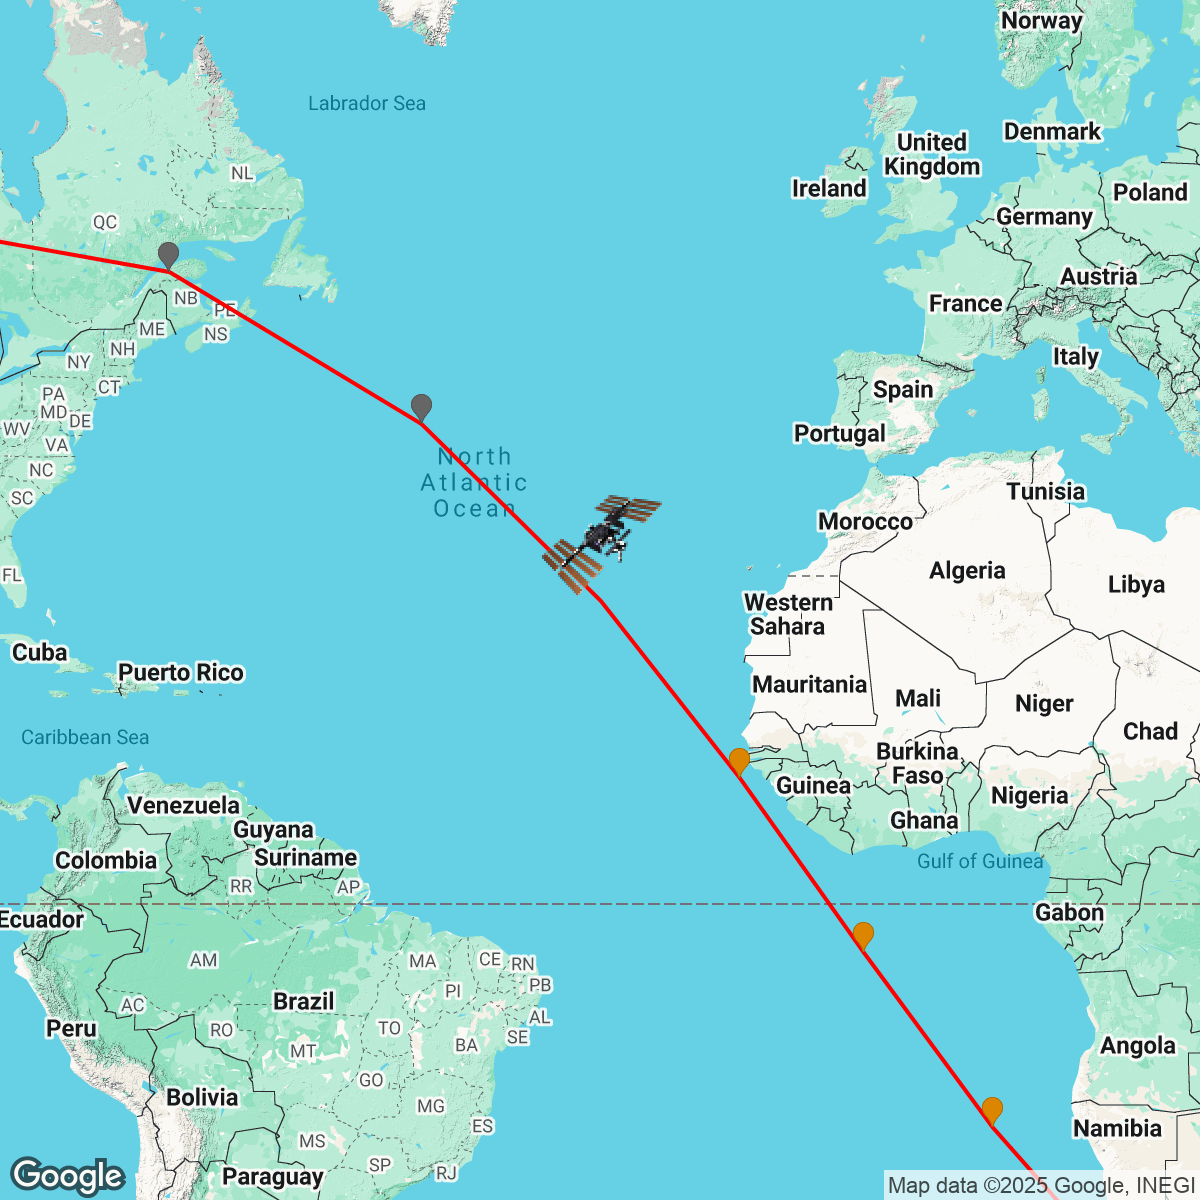 Norway
Labrador Sea
Denmark
United
Kingdom
NL
Ireland
Poland
QC
Germany
Austria
NB
France
PE
ME
NS
NH
Italy
NY
CT
Spain
PA
MD
DE
WV
Portugal
VA
North
Atlantic
Ocean
NC
SC
Tunisia
Morocco
FL
Algeria
Libya
Western
Sahara
Cuba
Puerto Rico
Mauritania
Mali
Niger
Chad
Caribbean Sea
Burkina
Faso
Guinea
Nigeria
Venezuela
Ghana
Guyana
Suriname
Colombia
Gulf of Guinea
RR
AP
Ecuador
Gabon
AM
MA
CE
RN
PB
PI
Brazil
AC
AL
Peru
RO
TO
SE
MT
BA
Angola
GO
Bolivia
MG
ES
Namibia
MS
SP
RJ
Paraguay
Google
Map data ©2025 Google, INEGI